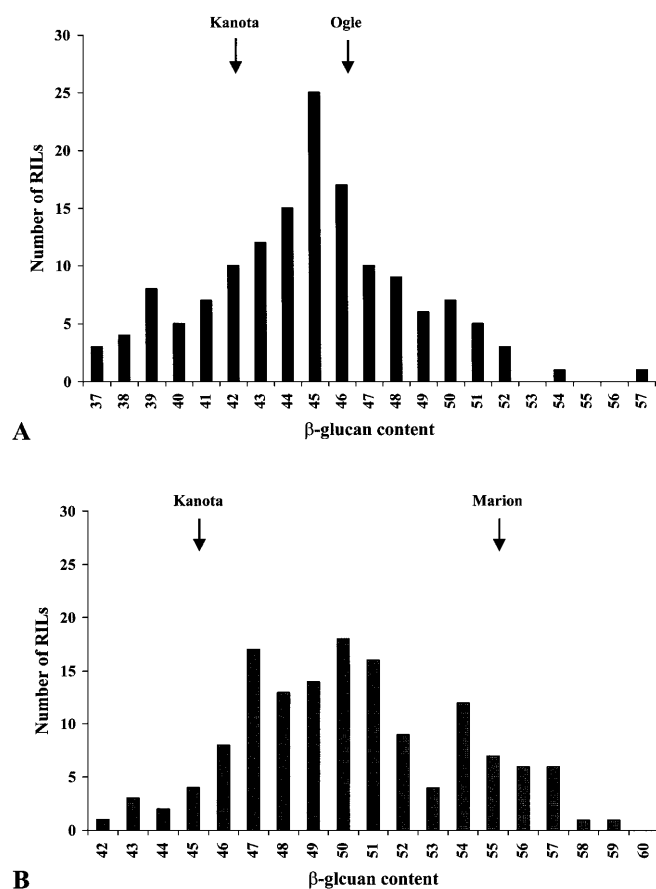 Kanota Ogle
30
25
20
15
10
5
0
Number of RILs
37 38 39 40 41 42 43 44 45 46 47 48 49 50 51 52 53 54 55 56 57
A β-glucan content
Kanota Marion
30
25
20
15
10
5
0
Number of RILs
42 43 44 45 46 47 48 49 50 51 52 53 54 55 56 57 58 59 60
B β-glcuan content